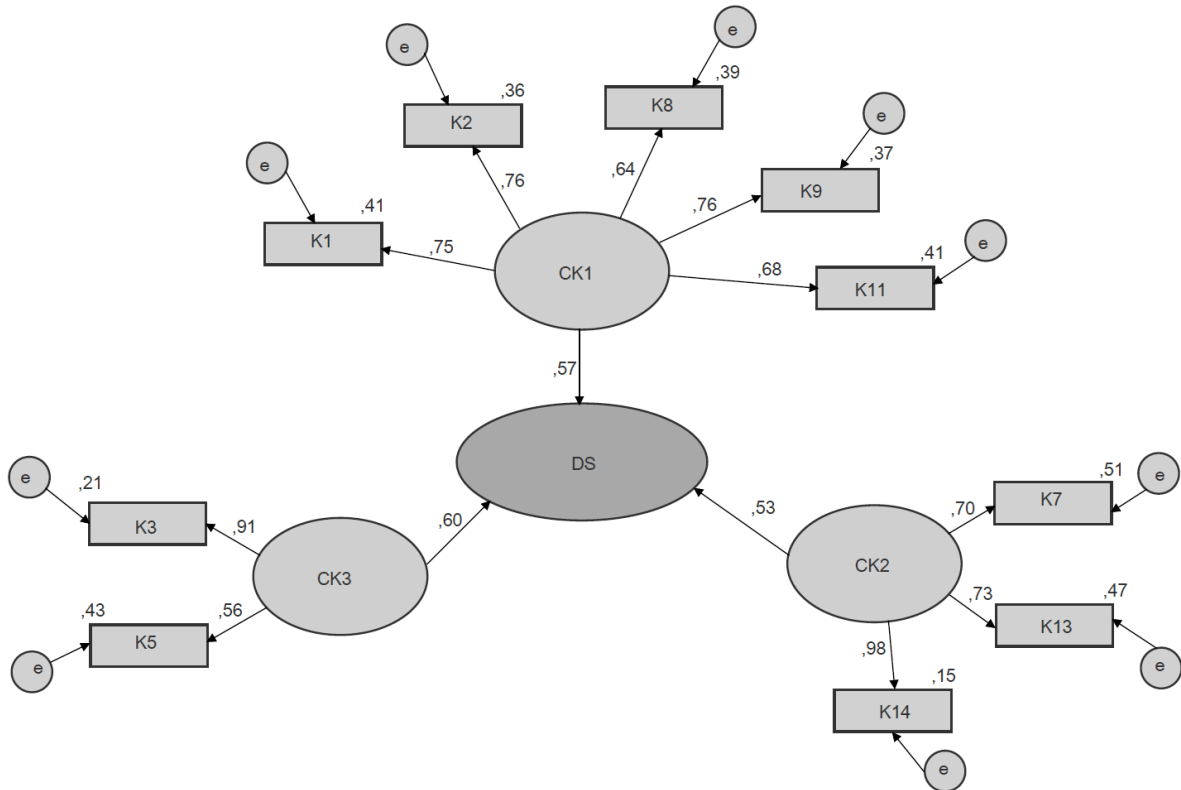 e
e
,36
,39
K2
K8
e
,37
,76
,64
K9
e
,41
,76
K1
,75
e
,41
,68
CK1
K11
,57
DS
e
,21
,51
e
K3
,91
,60
,53
,70
K7
CK3
CK2
,43
,56
,73
,47
K5
K13
e
,98
e
,15
K14
e